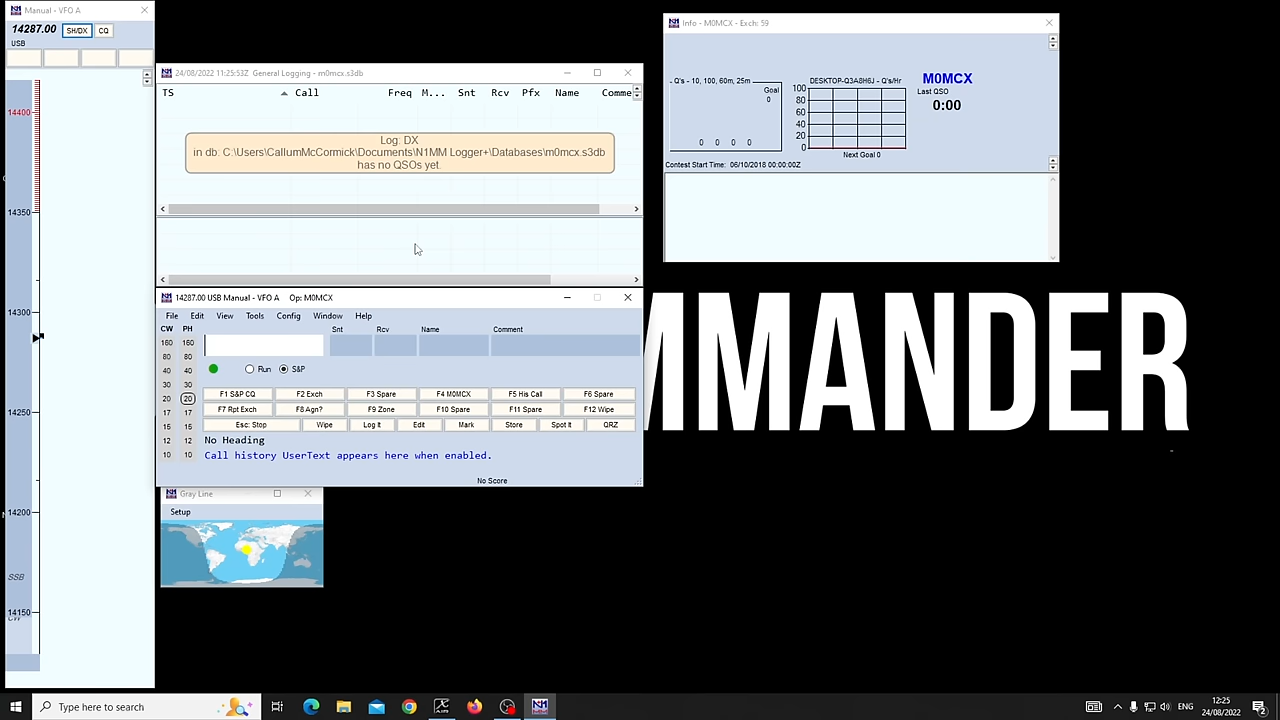 Manual - VFO A
14287.00 SH/DX CQ
USB
14400
14350
14300
14250
14200
SSB
14150
CW
24/08/2022 11:25:53Z General Logging - m0mcx.s3db
TS Call Freq M... Snt Rcv Pfx Name Comme
Log: DX
in db: C:\Users\CallumMcCormick\Documents\N1MM Logger+\Databases\m0mcx.s3db
has no QSOs yet.
14287.00 USB Manual - VFO A Op: M0MCX
File Edit View Tools Config Window Help
CW PH Snt Rcv Name Comment
160 160
80 80
40 40 Run S&P
30 30
20 20 F1 S&P CQ F2 Exch F3 Spare F4 M0MCX F5 His Call F6 Spare
17 17 F7 Rpt Exch F8 Agn? F9 Zone F10 Spare F11 Spare F12 Wipe
15 15 Esc: Stop Wipe Log It Edit Mark Store Spot It QRZ
12 12 No Heading
10 10 Call history UserText appears here when enabled.
No Score
Gray Line
Setup
Info - M0MCX - Exch: 59
- Q's - 10, 100, 60m, 25m
Goal
0
0 0 0 0
DESKTOP-Q3A8H6J - Q's/Hr
100
80
60
40
20
0
Next Goal 0
M0MCX
Last QSO
0:00
Contest Start Time: 06/10/2018 00:00:00Z
MMANDER
Type here to search
12:25
24/08/2022